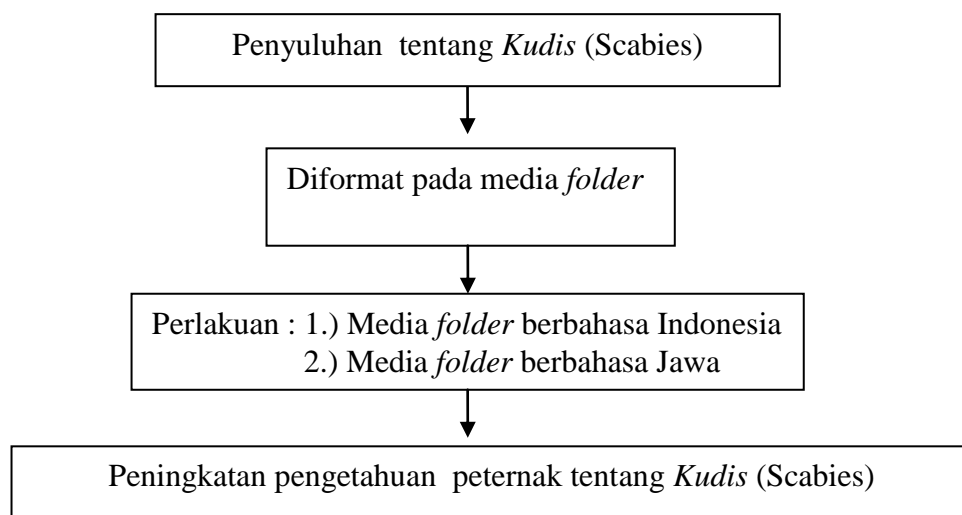 Penyuluhan tentang Kudis (Scabies)
Diformat pada media folder
Perlakuan : 1.) Media folder berbahasa Indonesia
2.) Media folder berbahasa Jawa
Peningkatan pengetahuan peternak tentang Kudis (Scabies)